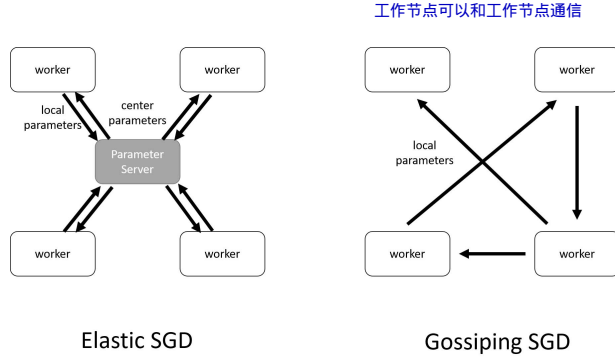 工作节点可以和工作节点通信
worker
worker
local
parameters
center
parameters
Parameter
Server
worker
worker
Elastic SGD
worker
worker
local
parameters
worker
worker
Gossiping SGD